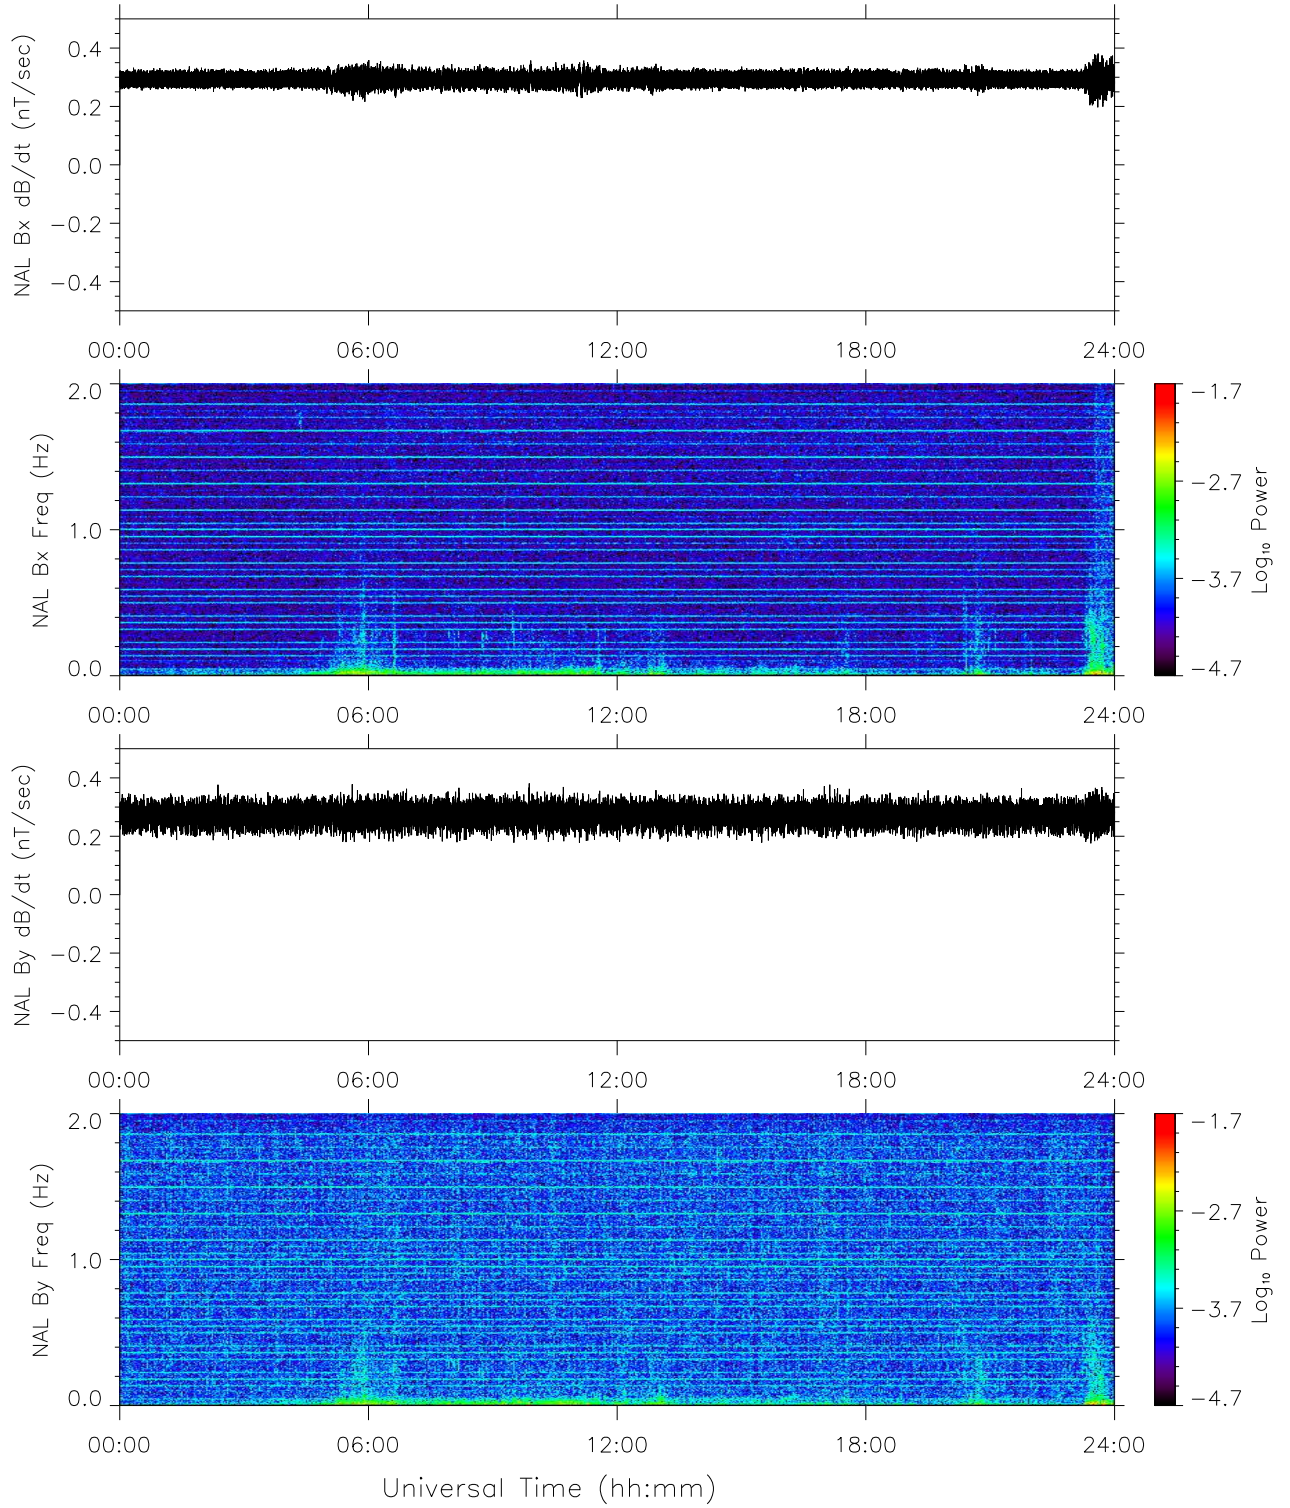 NAL Bx dB/dt (nT/sec)
0.4
0.2
0.0
−0.2
−0.4
00:00 06:00 12:00 18:00 24:00
NAL Bx Freq (Hz)
2.0
1.0
0.0
−1.7
−2.7
−3.7
−4.7
Log₁₀ Power
00:00 06:00 12:00 18:00 24:00
NAL By dB/dt (nT/sec)
0.4
0.2
0.0
−0.2
−0.4
00:00 06:00 12:00 18:00 24:00
NAL By Freq (Hz)
2.0
1.0
0.0
−1.7
−2.7
−3.7
−4.7
Log₁₀ Power
00:00 06:00 12:00 18:00 24:00
Universal Time (hh:mm)